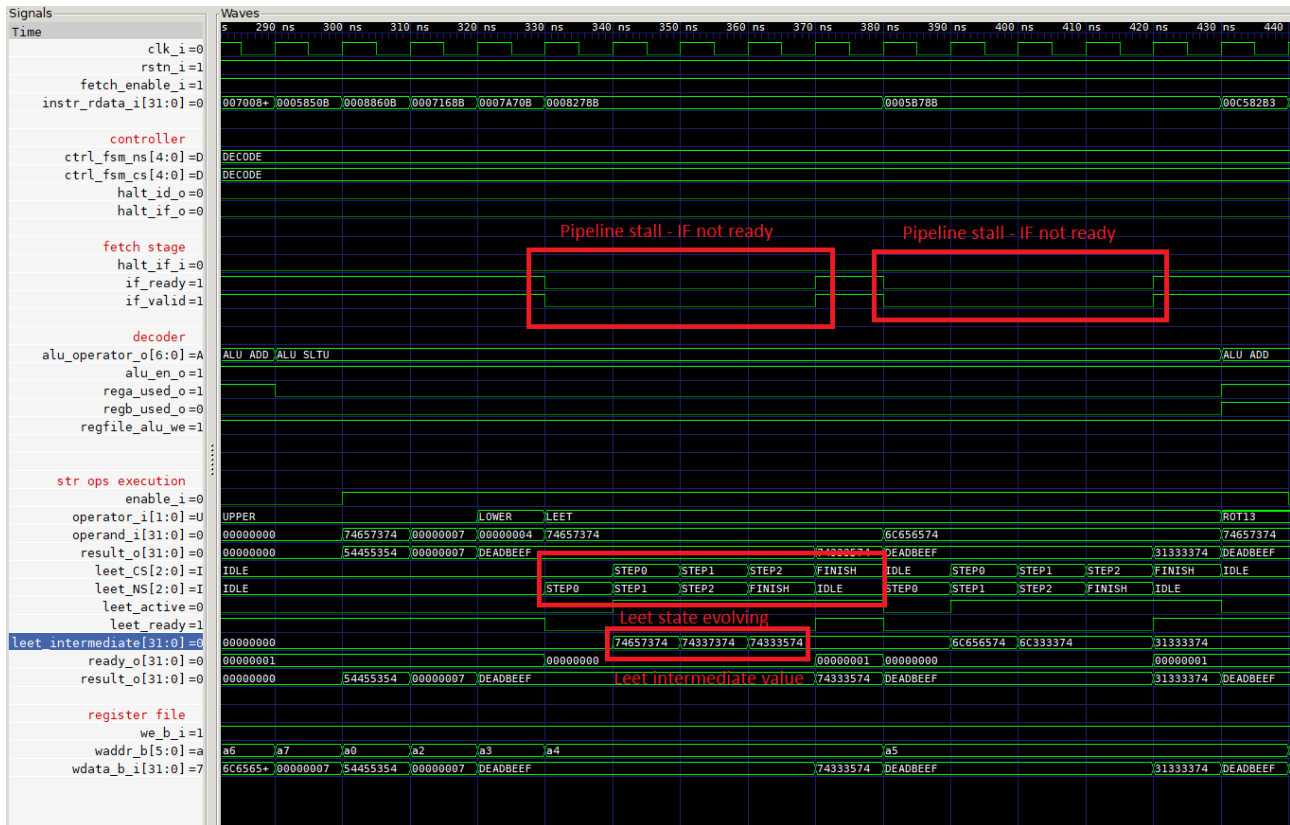 Signals
Waves
Time
s 290 ns 300 ns 310 ns 320 ns 330 ns 340 ns 350 ns 360 ns 370 ns 380 ns 390 ns 400 ns 410 ns 420 ns 430 ns 440
clk_i=0
rstn_i=1
fetch_enable_i=1
instr_rdata_i[31:0]=0 007008+ 0005850B 0008860B 0007168B 0007A70B 0008278B 0005B78B 00C582B3
controller
ctrl_fsm_ns[4:0]=D DECODE
ctrl_fsm_cs[4:0]=D DECODE
halt_id_o=0
halt_if_o=0
Pipeline stall - IF not ready Pipeline stall - IF not ready
fetch stage
halt_if_i=0
if_ready=1
if_valid=1
decoder
alu_operator_o[6:0]=A ALU ADD ALU SLTU ALU ADD
alu_en_o=1
rega_used_o=1
regb_used_o=0
regfile_alu_we=1
str ops execution
enable_i=0
operator_i[1:0]=U UPPER LOWER LEET ROT13
operand_i[31:0]=0 00000000 74657374 00000007 00000004 74657374 6C656574 74657374
result_o[31:0]=0 00000000 54455354 00000007 DEADBEEF 74333574 DEADBEEF 31333374 DEADBEEF
leet_CS[2:0]=I IDLE STEP0 STEP1 STEP2 FINISH IDLE STEP0 STEP1 STEP2 FINISH IDLE
leet_NS[2:0]=I IDLE STEP0 STEP1 STEP2 FINISH IDLE STEP0 STEP1 STEP2 FINISH IDLE
leet_active=0
leet_ready=1 Leet state evolving
leet_intermediate[31:0]=0 00000000 74657374 74337374 74333574 6C656574 6C333374 31333374
ready_o[31:0]=0 00000001 00000000 00000001 00000000 00000001
result_o[31:0]=0 00000000 54455354 00000007 DEADBEEF Leet intermediate value 74333574 DEADBEEF 31333374 DEADBEEF
register file
we_b_i=1
waddr_b[5:0]=a a6 a7 a0 a2 a3 a4 a5
wdata_b_i[31:0]=7 6C6565+ 00000007 54455354 00000007 DEADBEEF 74333574 DEADBEEF 31333374 DEADBEEF